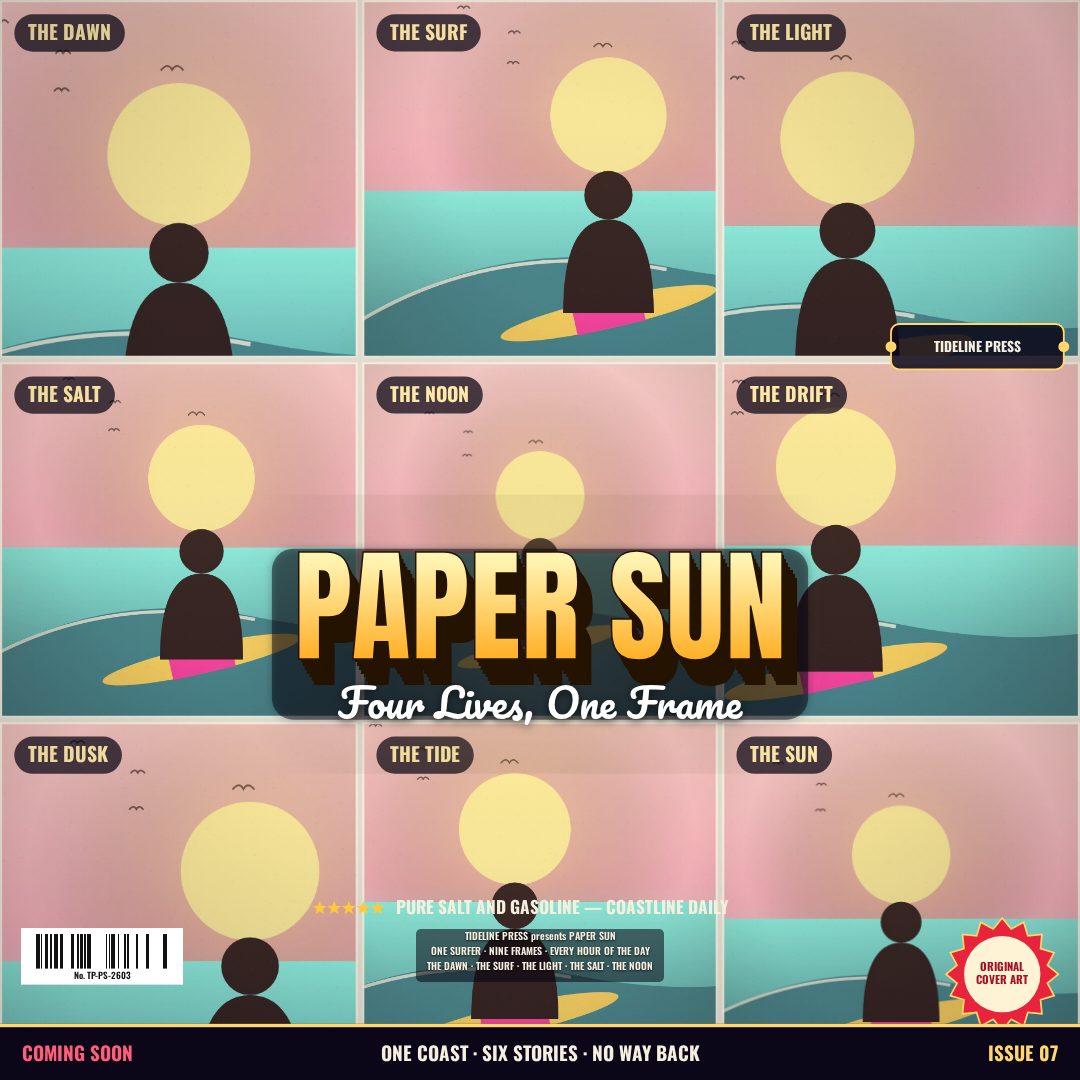 THE DAWN
THE SURF
THE LIGHT
TIDELINE PRESS
THE SALT
THE NOON
THE DRIFT
PAPER SUN
Four Lives, One Frame
THE DUSK
THE TIDE
THE SUN
★★★★★ PURE SALT AND GASOLINE — COASTLINE DAILY
TIDELINE PRESS presents PAPER SUN
ONE SURFER · NINE FRAMES · EVERY HOUR OF THE DAY
THE DAWN · THE SURF · THE LIGHT · THE SALT · THE NOON
No. TP-PS-2603
ORIGINAL
COVER ART
COMING SOON
ONE COAST · SIX STORIES · NO WAY BACK
ISSUE 07